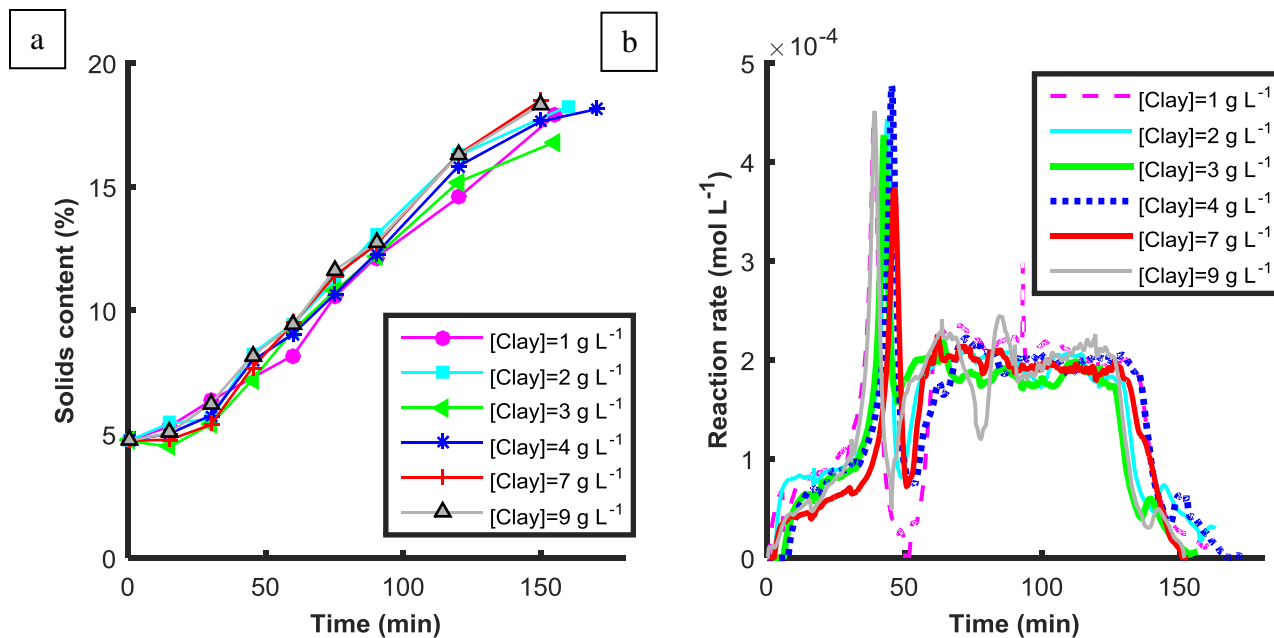 a
Solids content (%)
20
15
10
5
0
0 50 100 150
Time (min)
[Clay]=1 g L⁻¹
[Clay]=2 g L⁻¹
[Clay]=3 g L⁻¹
[Clay]=4 g L⁻¹
[Clay]=7 g L⁻¹
[Clay]=9 g L⁻¹
b
×10⁻⁴
Reaction rate (mol L⁻¹)
5
4
3
2
1
0
0 50 100 150
Time (min)
[Clay]=1 g L⁻¹
[Clay]=2 g L⁻¹
[Clay]=3 g L⁻¹
[Clay]=4 g L⁻¹
[Clay]=7 g L⁻¹
[Clay]=9 g L⁻¹